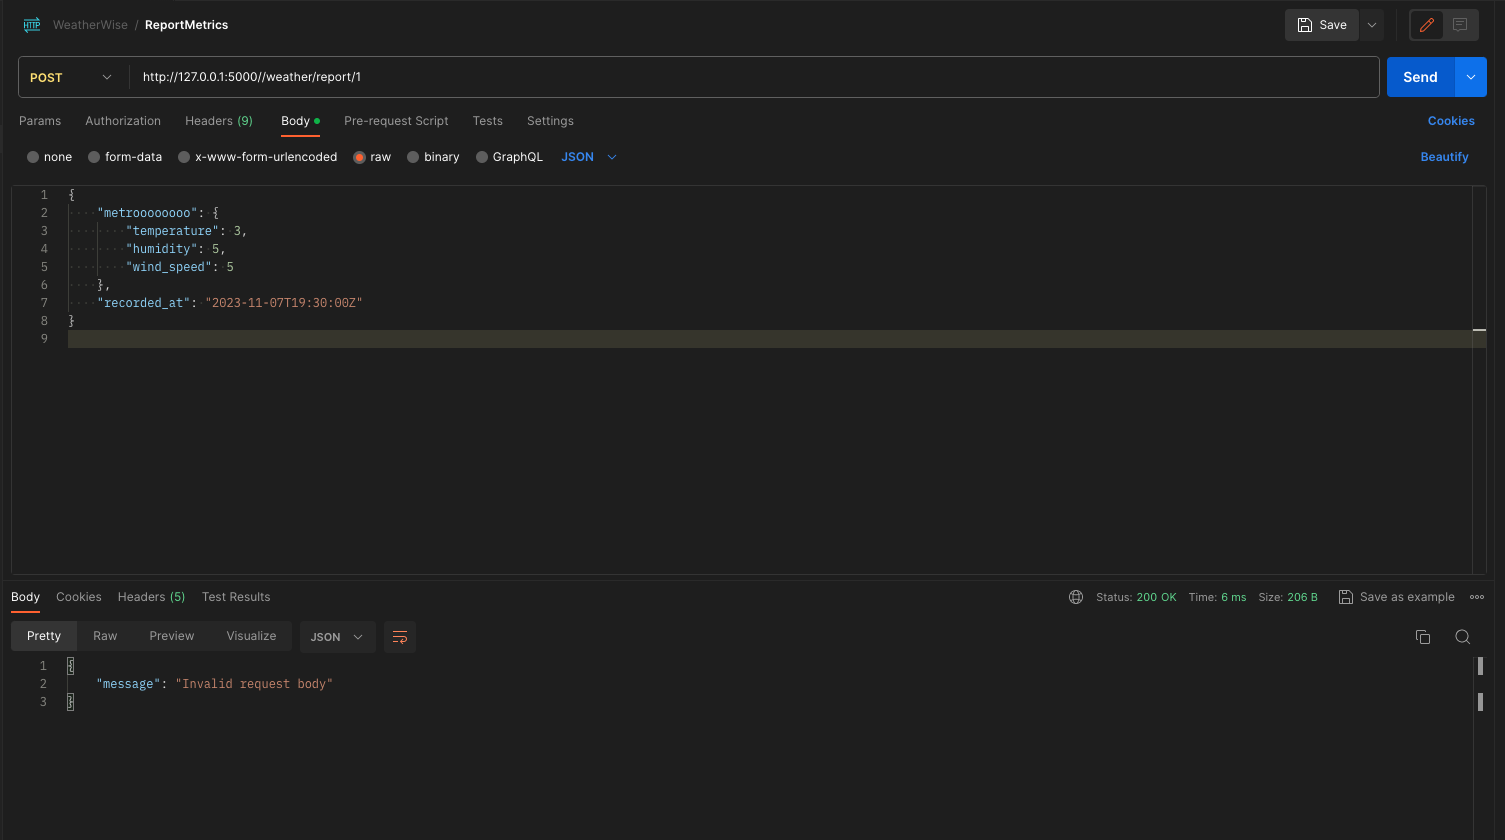 HTTP WeatherWise / ReportMetrics Save
POST http://127.0.0.1:5000//weather/report/1 Send
Params Authorization Headers (9) Body Pre-request Script Tests Settings Cookies
none form-data x-www-form-urlencoded raw binary GraphQL JSON Beautify
1 {
2 "metroooooooo": {
3 "temperature": 3,
4 "humidity": 5,
5 "wind_speed": 5
6 },
7 "recorded_at": "2023-11-07T19:30:00Z"
8 }
9
Body Cookies Headers (5) Test Results Status: 200 OK Time: 6 ms Size: 206 B Save as example
Pretty Raw Preview Visualize JSON
1 {
2 "message": "Invalid request body"
3 }